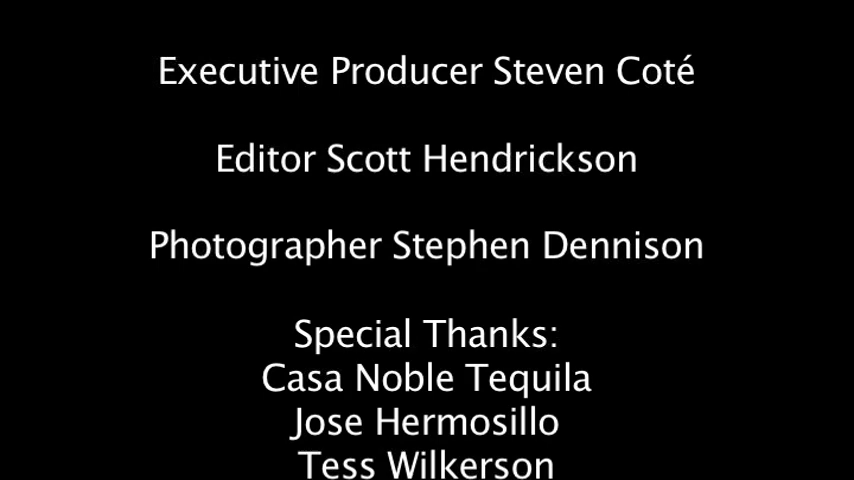 Executive Producer Steven Coté
Editor Scott Hendrickson
Photographer Stephen Dennison
Special Thanks:
Casa Noble Tequila
Jose Hermosillo
Tess Wilkerson